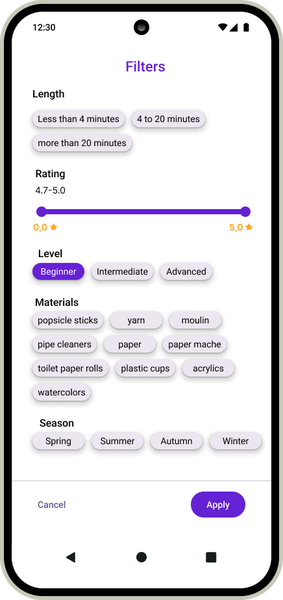 12:30
Filters
Length
Less than 4 minutes 4 to 20 minutes
more than 20 minutes
Rating
4.7-5.0
0,0 5,0
Level
Beginner Intermediate Advanced
Materials
popsicle sticks yarn moulin
pipe cleaners paper paper mache
toilet paper rolls plastic cups acrylics
watercolors
Season
Spring Summer Autumn Winter
Cancel Apply